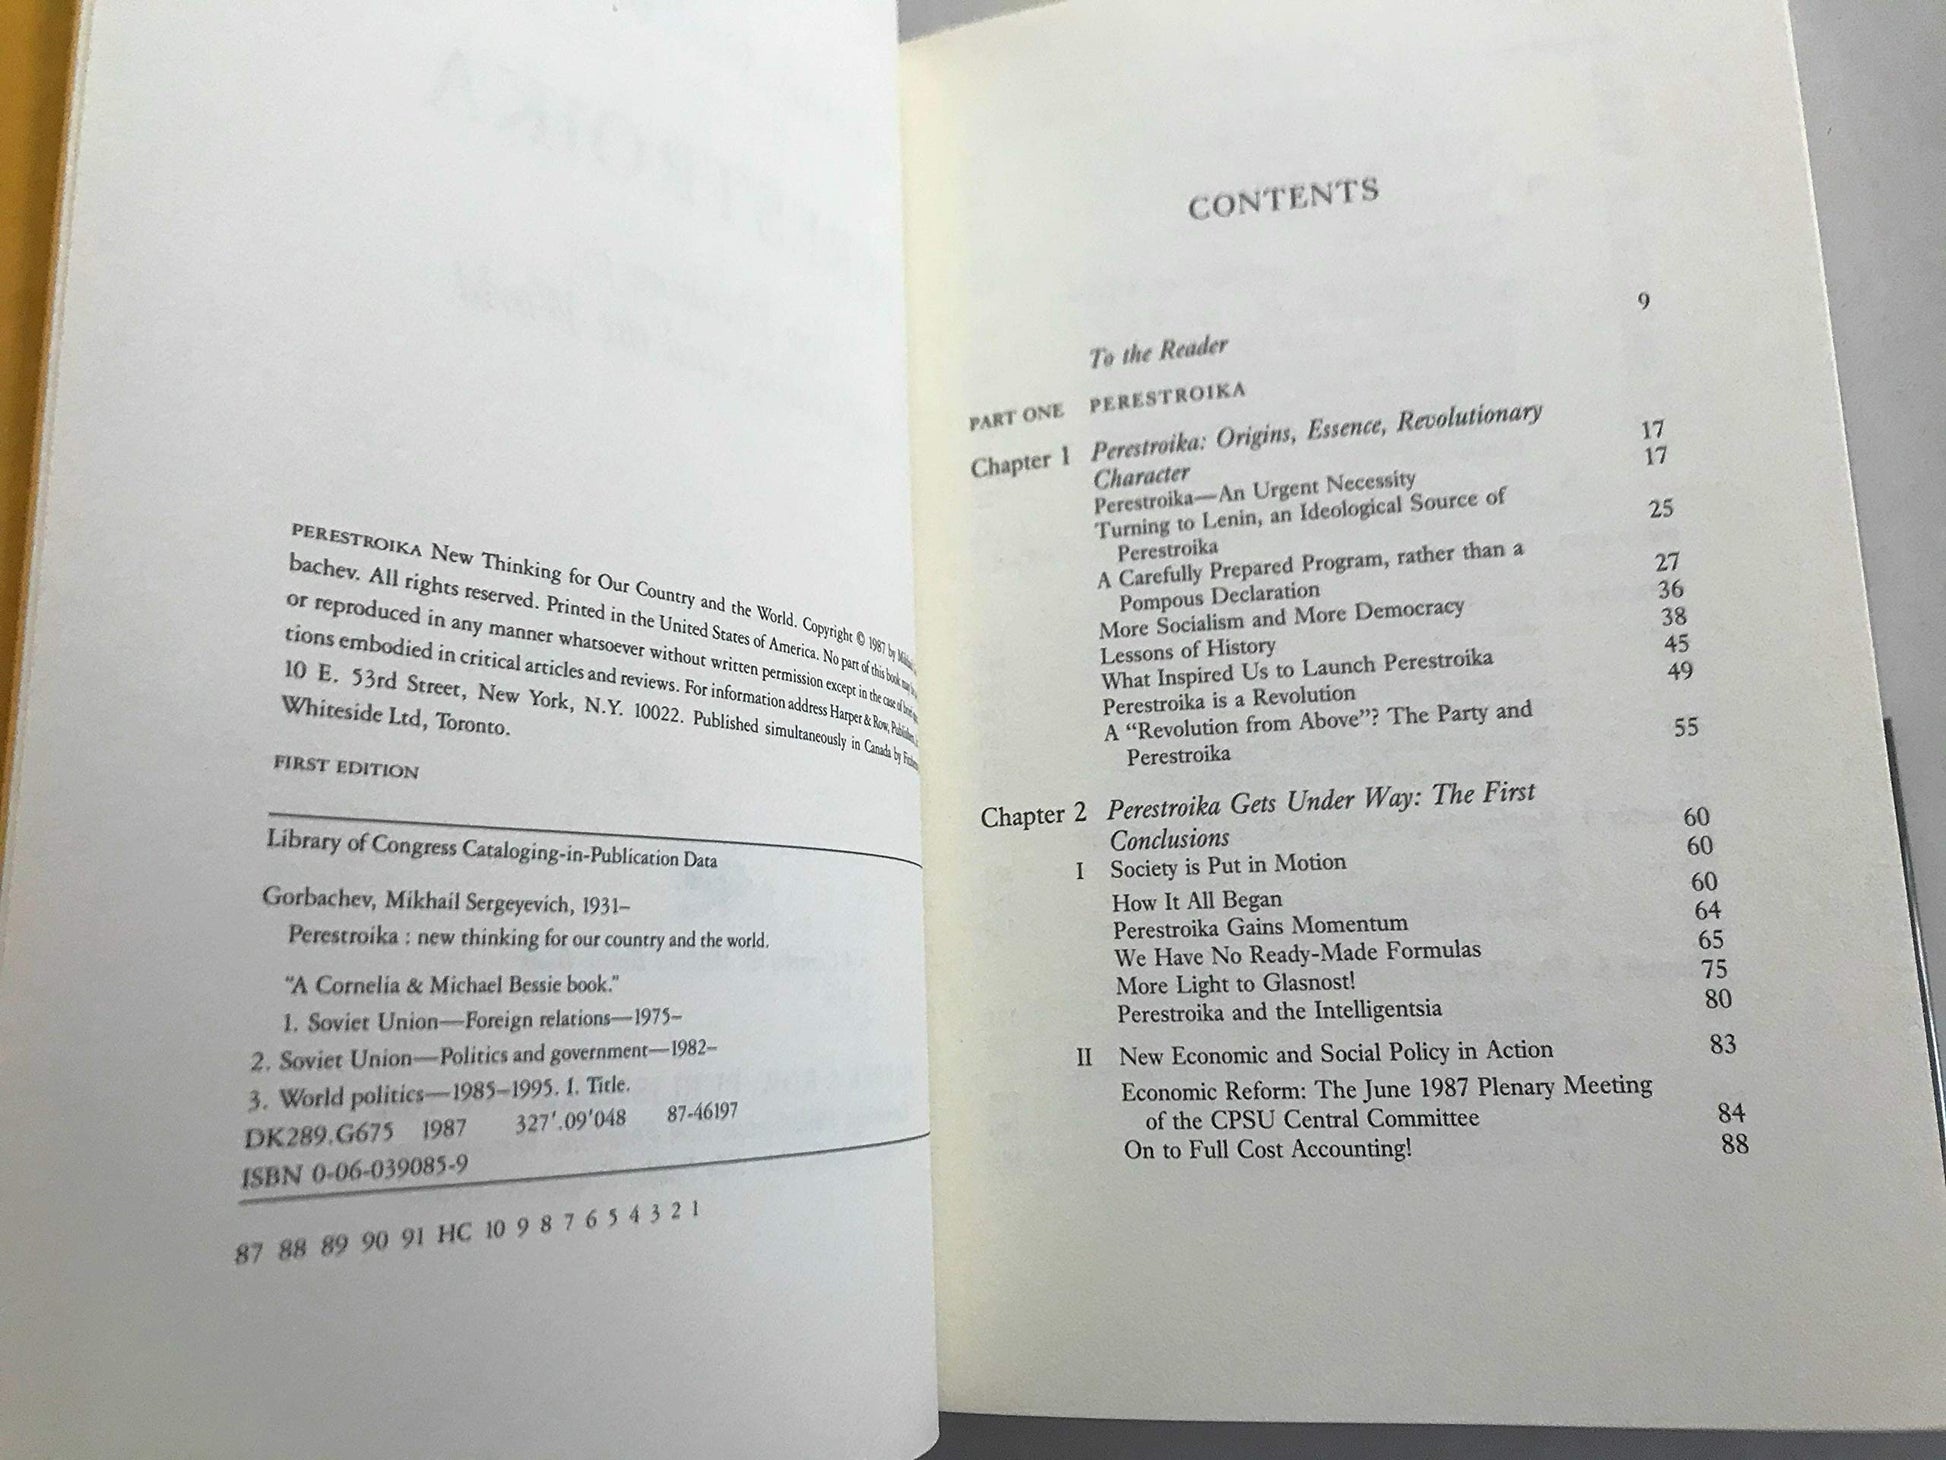 PERESTROIKA New Thinking for Our Country and the World. Copyright © 1987 by Mikhail
bachev. All rights reserved. Printed in the United States of America. No part of this book may be
or reproduced in any manner whatsoever without written permission except in the case of brief
tions embodied in critical articles and reviews. For information address Harper & Row, Publishers,
10 E. 53rd Street, New York, N.Y. 10022. Published simultaneously in Canada by
Whiteside Ltd, Toronto.
FIRST EDITION
Library of Congress Cataloging-in-Publication Data
Gorbachev, Mikhail Sergeyevich, 1931–
Perestroika : new thinking for our country and the world.
"A Cornelia & Michael Bessie book."
1. Soviet Union—Foreign relations—1975–
2. Soviet Union—Politics and government—1982–
3. World politics—1985–1995. I. Title.
DK289.G675 1987 327'.09'048 87-46197
ISBN 0-06-039085-9
87 88 89 90 91 HC 10 9 8 7 6 5 4 3 2 1
CONTENTS
To the Reader 9
PART ONE PERESTROIKA
Chapter 1 Perestroika: Origins, Essence, Revolutionary
Character 17
Perestroika—An Urgent Necessity 17
Turning to Lenin, an Ideological Source of
Perestroika 25
A Carefully Prepared Program, rather than a
Pompous Declaration 27
More Socialism and More Democracy 36
Lessons of History 38
What Inspired Us to Launch Perestroika 45
Perestroika is a Revolution 49
A “Revolution from Above”? The Party and
Perestroika 55
Chapter 2 Perestroika Gets Under Way: The First
Conclusions 60
I Society is Put in Motion 60
How It All Began 60
Perestroika Gains Momentum 64
We Have No Ready-Made Formulas 65
More Light to Glasnost! 75
Perestroika and the Intelligentsia 80
II New Economic and Social Policy in Action 83
Economic Reform: The June 1987 Plenary Meeting
of the CPSU Central Committee 84
On to Full Cost Accounting! 88